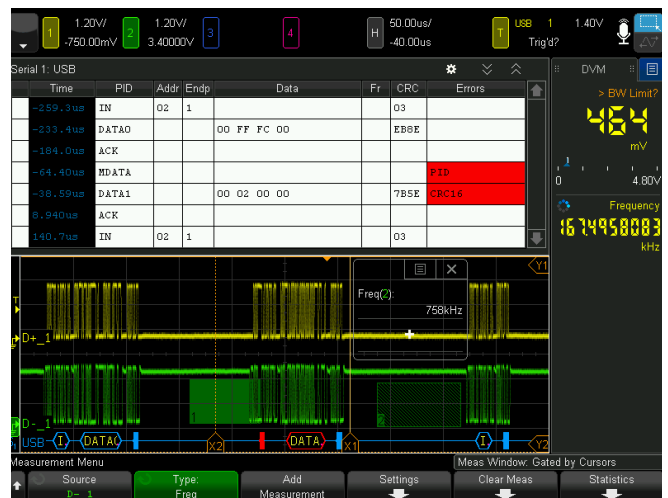 1 1.20V/ 2 1.20V/ 3 4 H 50.00us/ T USB 1 1.40V
-750.00mV 3.40000V -40.00us Trig'd?
Serial 1: USB
Time PID Addr Endp Data Fr CRC Errors
-259.3us IN 02 1 03
-233.4us DATA0 00 FF FC 00 EB8E
-184.0us ACK
-64.40us MDATA PID
-38.59us DATA1 00 02 00 00 7B5E CRC16
8.940us ACK
140.7us IN 02 1 03
DVM
> BW Limit?
464
mV
1
0 4.80V
Frequency
167.4958083
kHz
Y1
Freq(2):
758kHz
T
D+_1
1
2
D-_1
USB I DATA( DATA I
X2 X1 Y2
Meas Window: Gated by Cursors
Measurement Menu
Source
D-_1
Type:
Freq
Add
Measurement
Settings
Clear Meas
Statistics